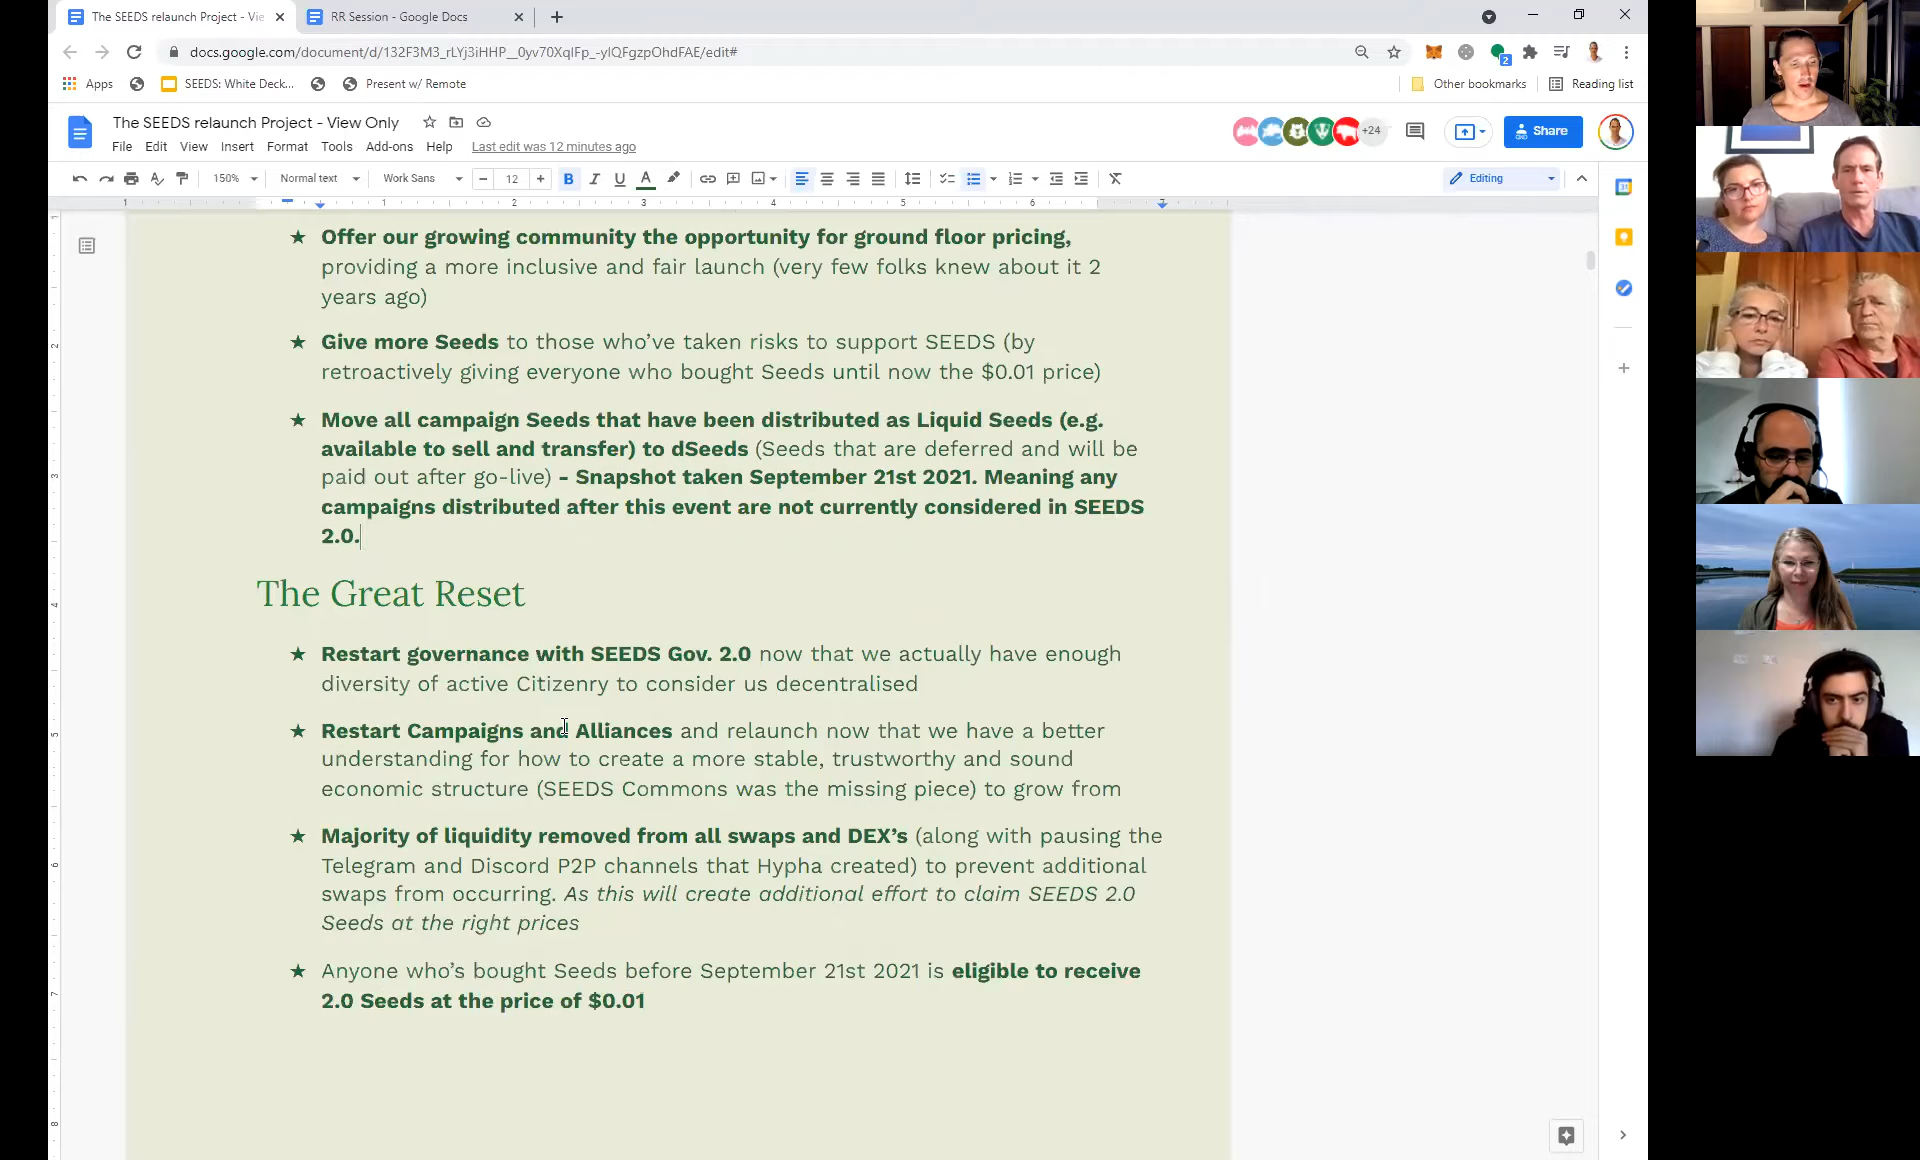 The SEEDS relaunch Project - Vie
RR Session - Google Docs
docs.google.com/document/d/132F3M3_rLYj3iHHP__0yv70XqIFp_-ylQFgzpOhdFAE/edit#
2
Apps
SEEDS: White Deck...
Present w/ Remote
Other bookmarks
Reading list
The SEEDS relaunch Project - View Only
+24
Share
File Edit View Insert Format Tools Add-ons Help Last edit was 12 minutes ago
150% Normal text Work Sans 12 B I U A Editing
1 1 2 3 4 5 6 7
★ Offer our growing community the opportunity for ground floor pricing,
providing a more inclusive and fair launch (very few folks knew about it 2
years ago)
★ Give more Seeds to those who’ve taken risks to support SEEDS (by
retroactively giving everyone who bought Seeds until now the $0.01 price)
★ Move all campaign Seeds that have been distributed as Liquid Seeds (e.g.
available to sell and transfer) to dSeeds (Seeds that are deferred and will be
paid out after go-live) - Snapshot taken September 21st 2021. Meaning any
campaigns distributed after this event are not currently considered in SEEDS
2.0.
The Great Reset
★ Restart governance with SEEDS Gov. 2.0 now that we actually have enough
diversity of active Citizenry to consider us decentralised
★ Restart Campaigns and Alliances and relaunch now that we have a better
understanding for how to create a more stable, trustworthy and sound
economic structure (SEEDS Commons was the missing piece) to grow from
★ Majority of liquidity removed from all swaps and DEX’s (along with pausing the
Telegram and Discord P2P channels that Hypha created) to prevent additional
swaps from occurring. As this will create additional effort to claim SEEDS 2.0
Seeds at the right prices
★ Anyone who’s bought Seeds before September 21st 2021 is eligible to receive
2.0 Seeds at the price of $0.01